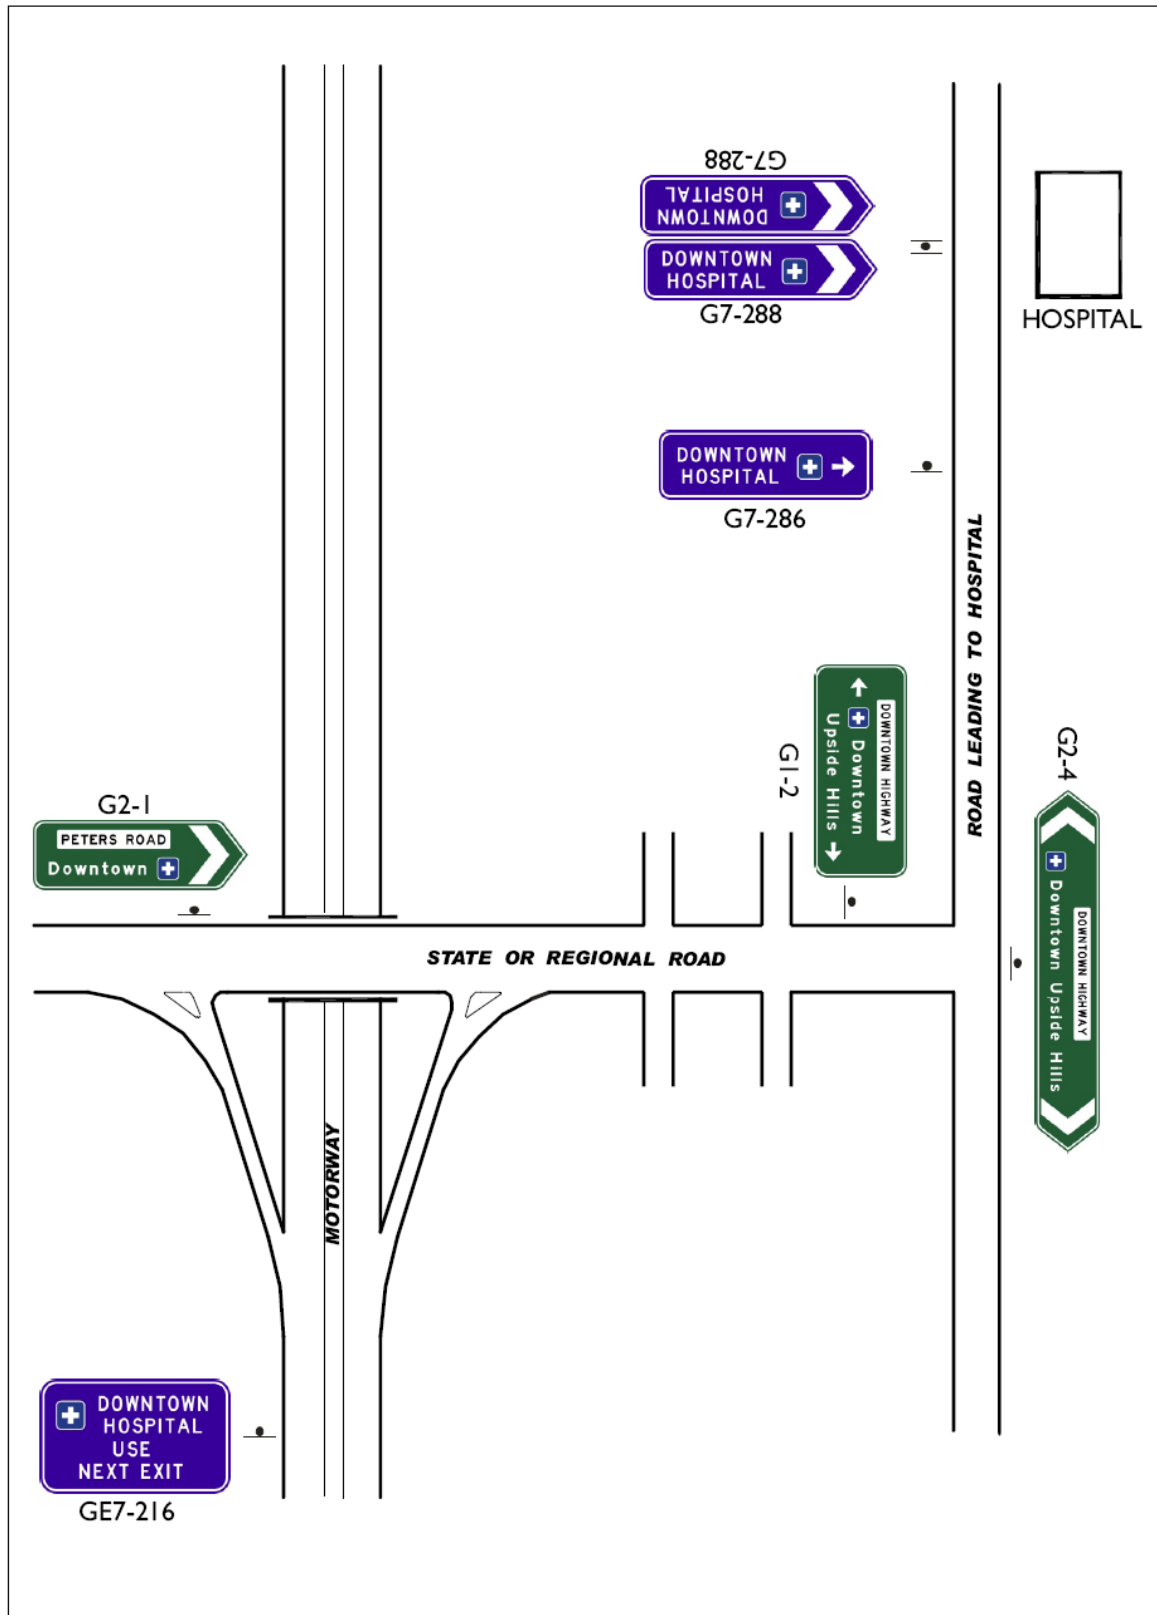 G7-288
DOWNTOWN
HOSPITAL
DOWNTOWN
HOSPITAL
G7-288
HOSPITAL
DOWNTOWN
HOSPITAL
G7-286
ROAD LEADING TO HOSPITAL
DOWNTOWN HIGHWAY
Downtown
Upside Hills
G1-2
G2-4
DOWNTOWN HIGHWAY
Downtown Upside Hills
G2-1
PETERS ROAD
Downtown
STATE OR REGIONAL ROAD
MOTORWAY
DOWNTOWN
HOSPITAL
USE
NEXT EXIT
GE7-216